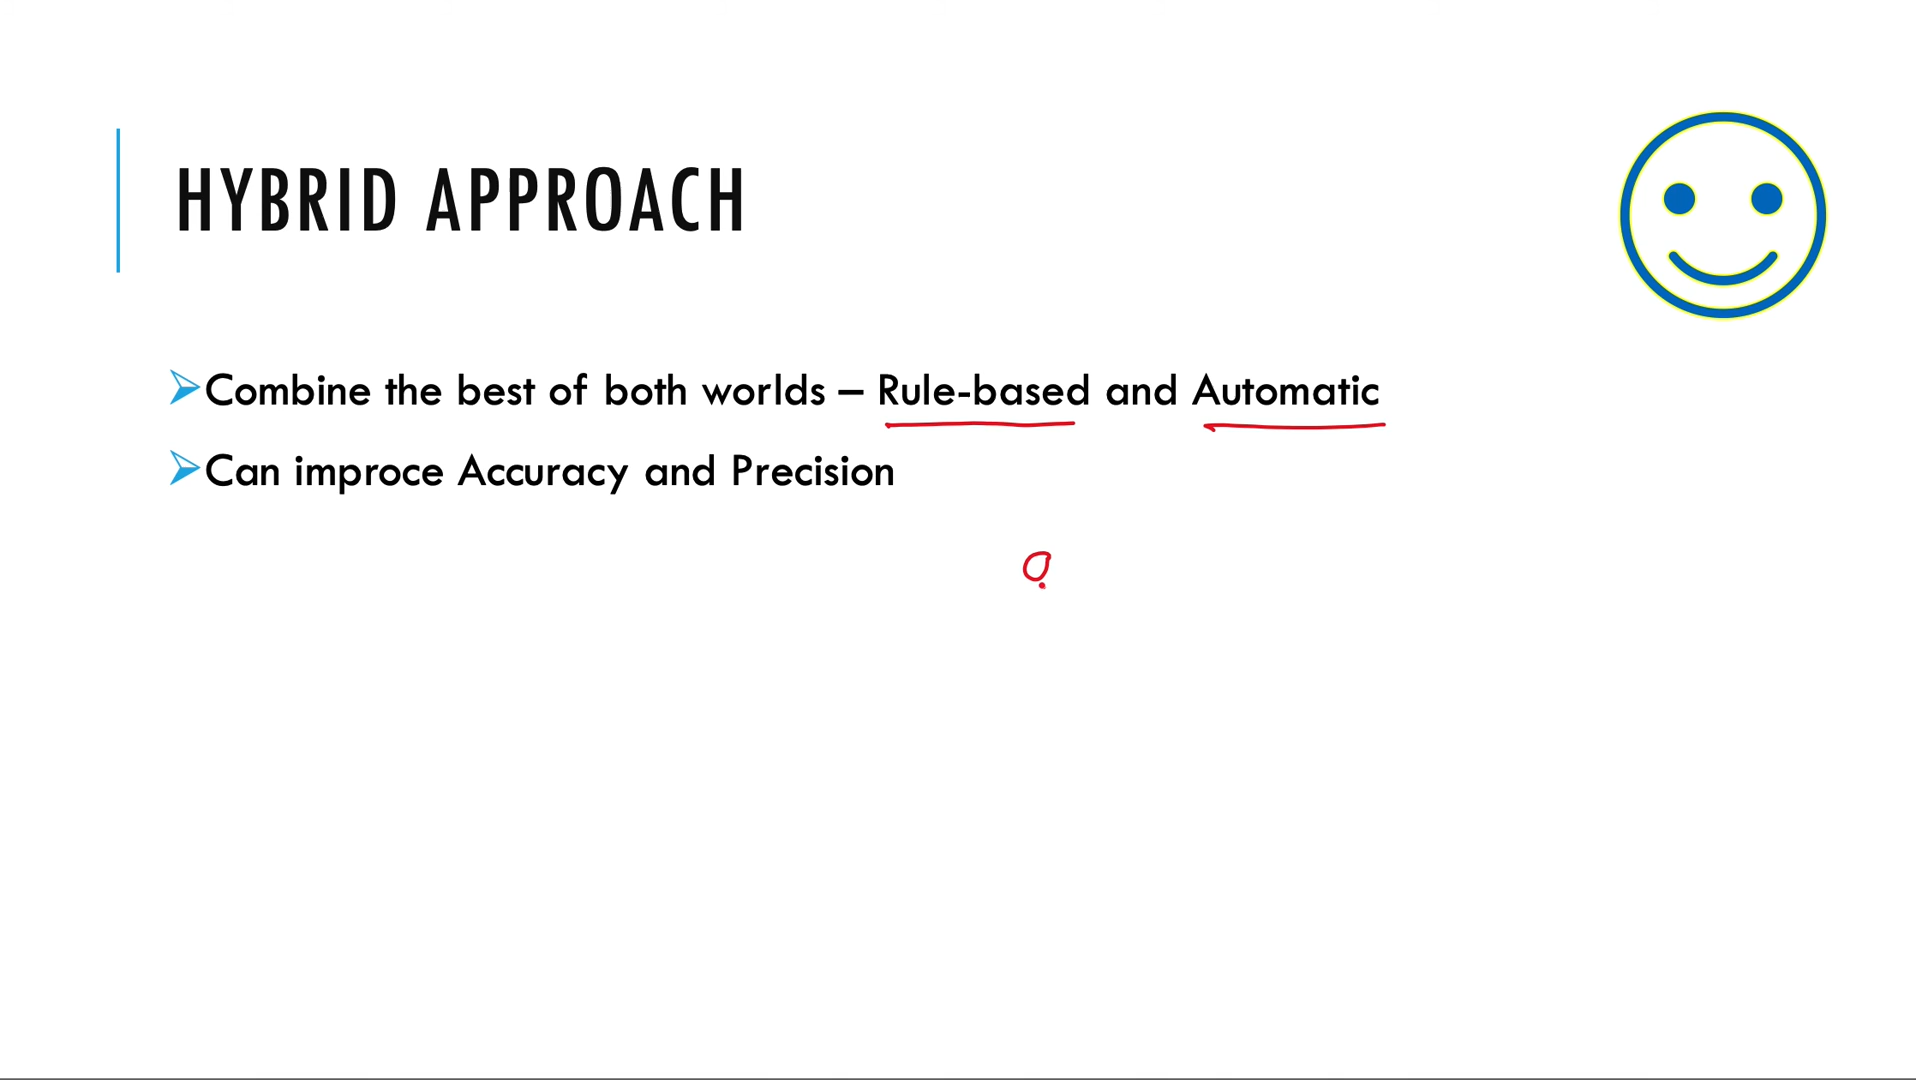 HYBRID APPROACH
Combine the best of both worlds – Rule-based and Automatic
Can improce Accuracy and Precision